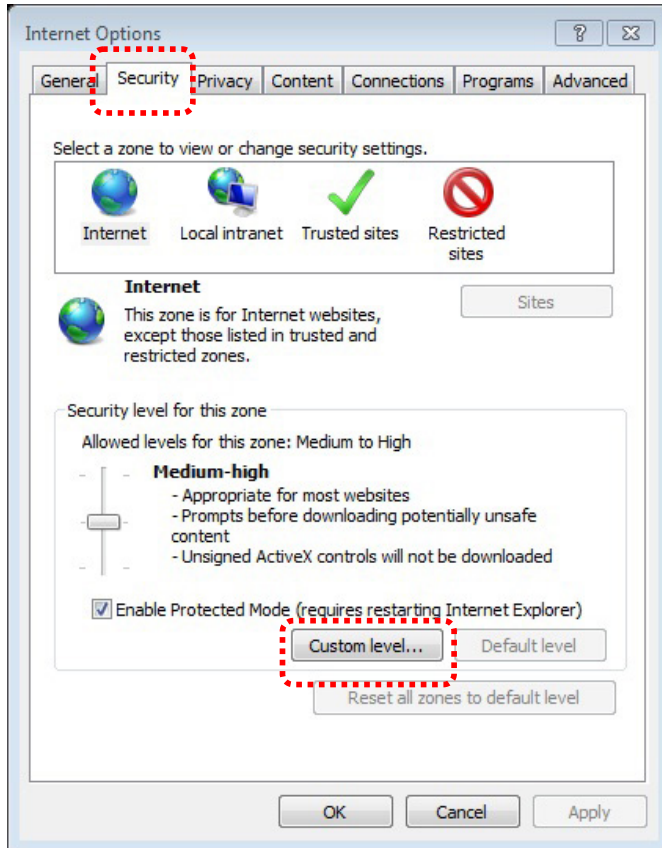 Internet Options
General Security Privacy Content Connections Programs Advanced
Select a zone to view or change security settings.
Internet Local intranet Trusted sites Restricted
sites
Internet
This zone is for Internet websites,
except those listed in trusted and
restricted zones.
Sites
Security level for this zone
Allowed levels for this zone: Medium to High
Medium-high
- Appropriate for most websites
- Prompts before downloading potentially unsafe
content
- Unsigned ActiveX controls will not be downloaded
Enable Protected Mode (requires restarting Internet Explorer)
Custom level... Default level
Reset all zones to default level
OK Cancel Apply